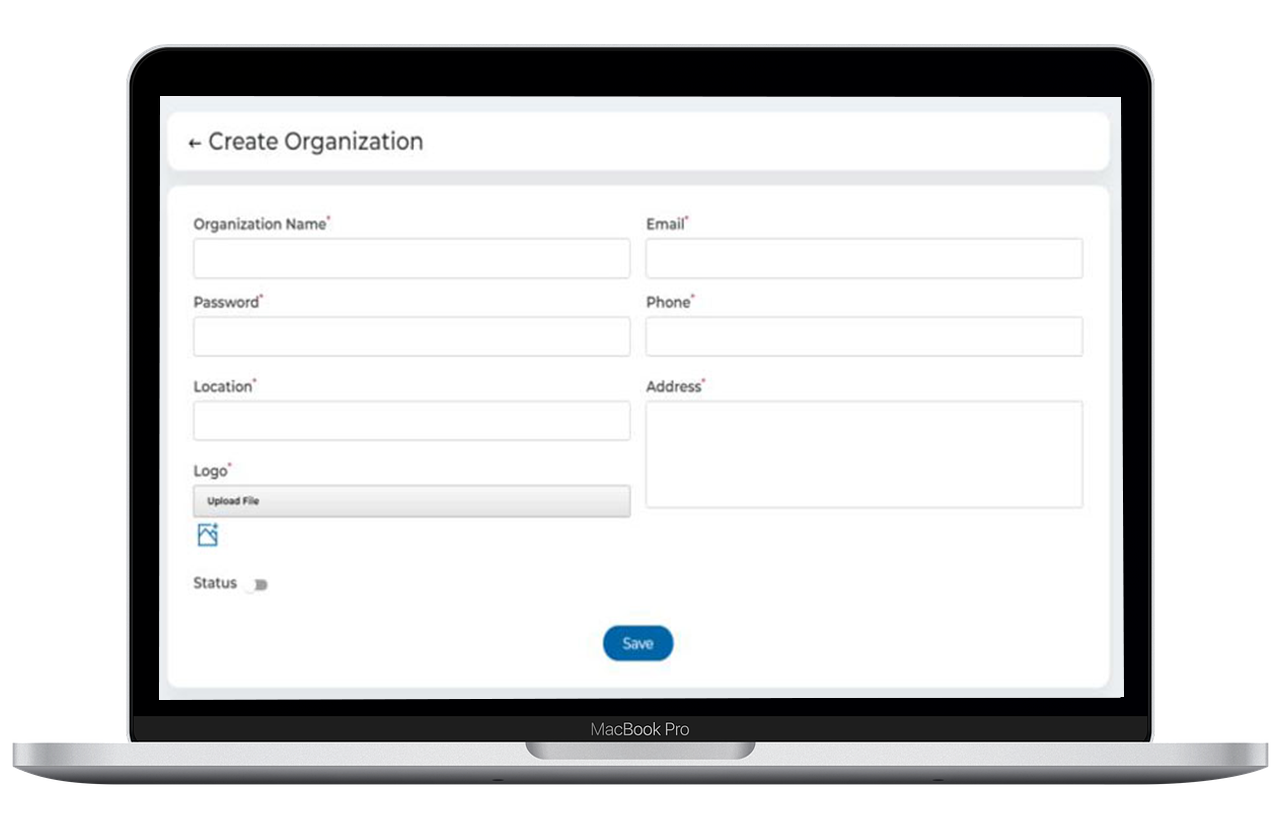 ← Create Organization
Organization Name*
Email*
Password*
Phone*
Location*
Address*
Logo*
Upload File
Status
Save
MacBook Pro